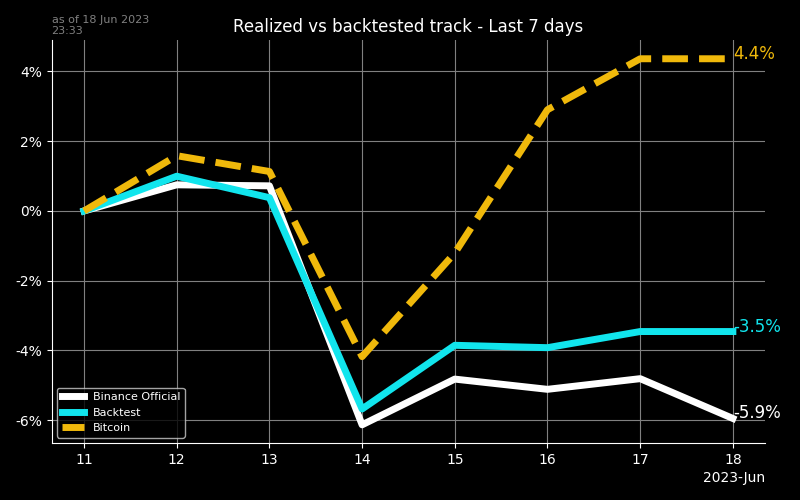 as of 18 Jun 2023
23:33
Realized vs backtested track - Last 7 days
4%
2%
0%
-2%
-4%
-6%
4.4%
-3.5%
-5.9%
Binance Official
Backtest
Bitcoin
11 12 13 14 15 16 17 18
2023-Jun